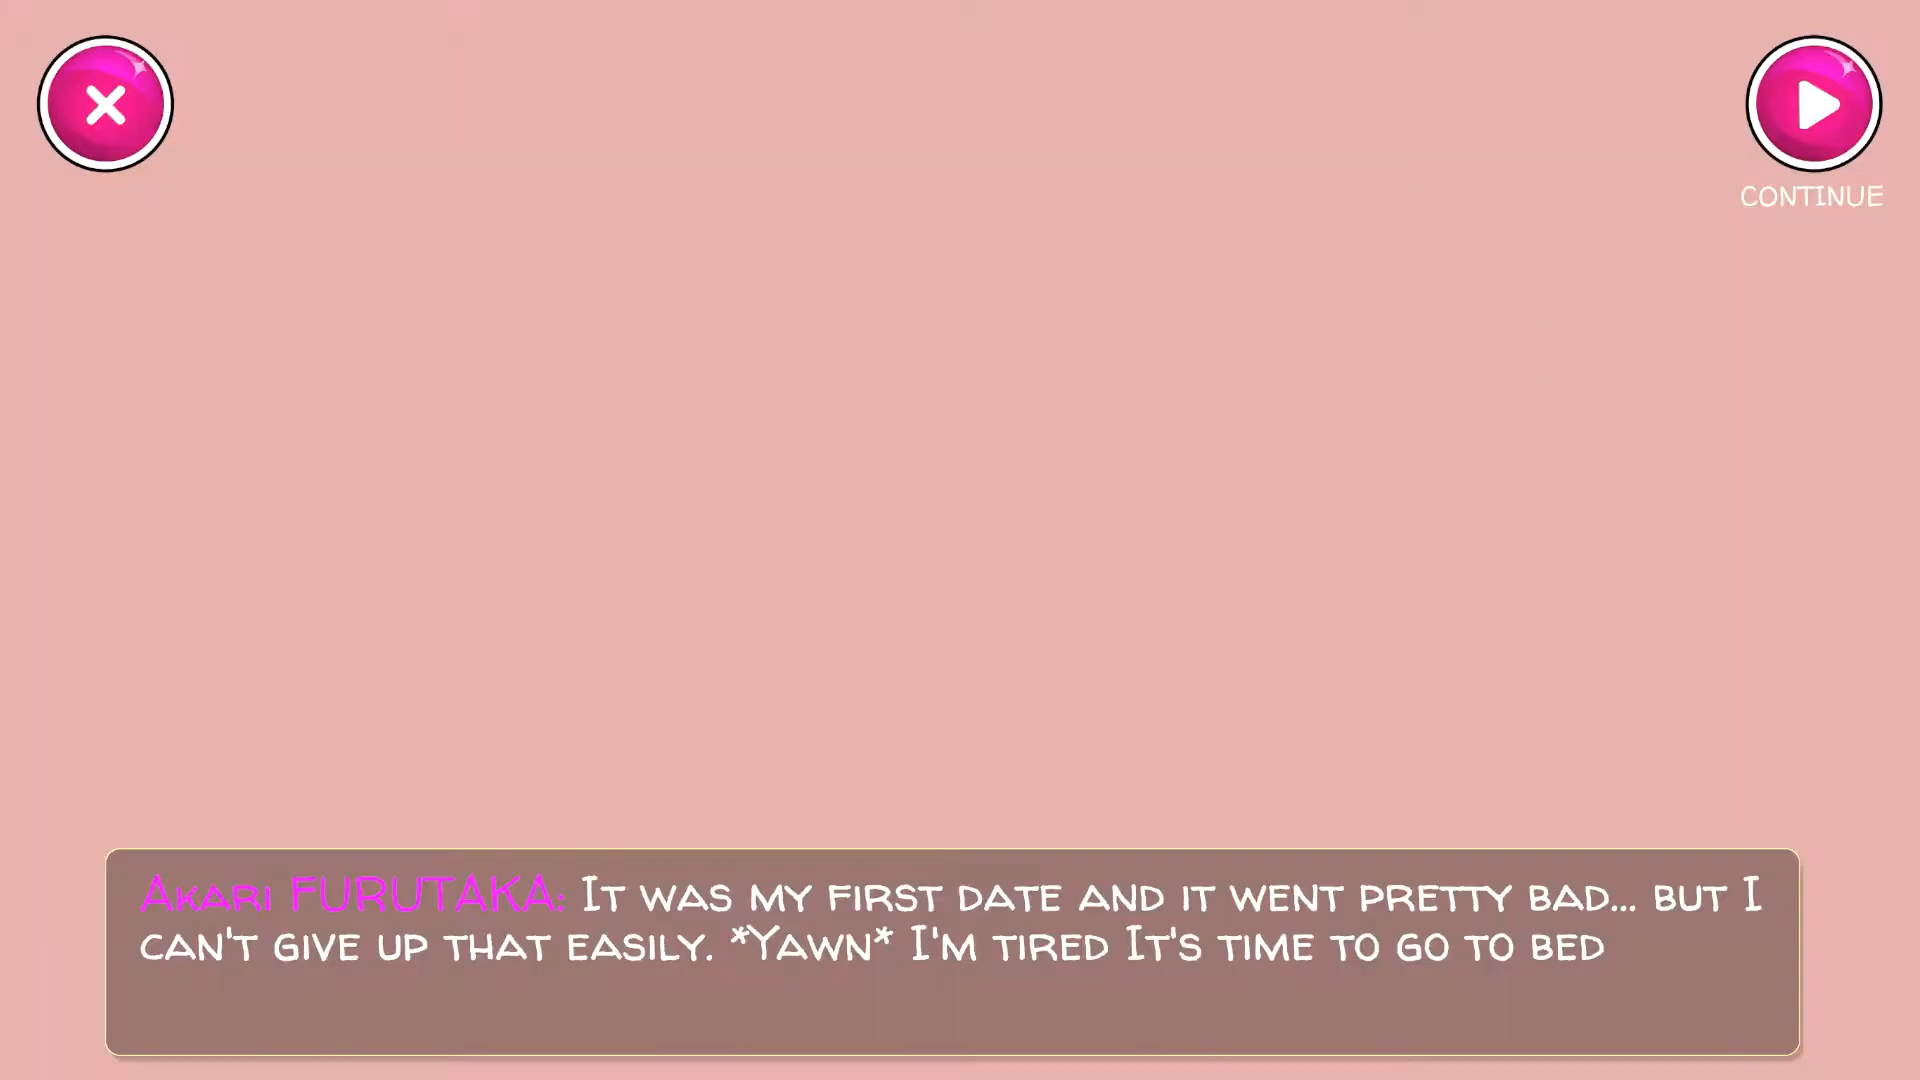 CONTINUE
Akari FURUTAKA: It was my first date and it went pretty bad... but I
can't give up that easily. *Yawn* I'm tired It's time to go to bed